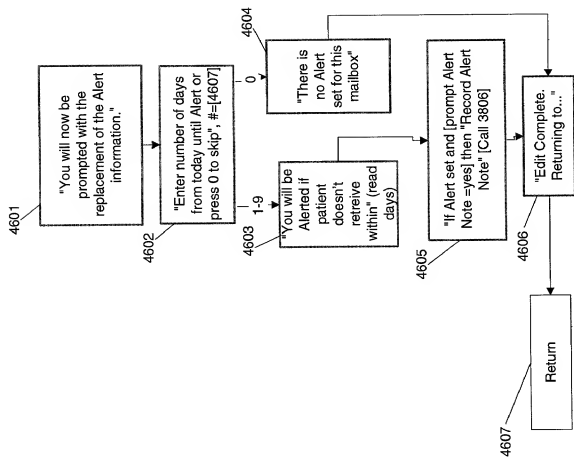 4601
"You will now be
prompted with the
replacement of the Alert
information."
4602
"Enter number of days
from today until Alert or
press 0 to skip", #=[4607]
1-9
0
4603
"You will be
Alerted if
patient
doesn't
retreive
within" (read
days)
4604
"There is
no Alert
set for this
mailbox"
4605
"If Alert set and [prompt Alert
Note =yes] then "Record Alert
Note" [Call 3806]
4606
"Edit Complete.
Returning to..."
4607
Return